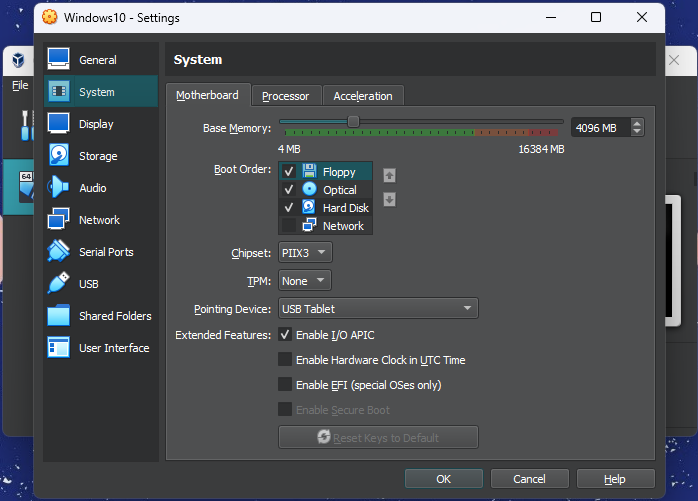 Windows10 - Settings
File
General
System
Display
Storage
Audio
Network
Serial Ports
USB
Shared Folders
User Interface
System
Motherboard
Processor
Acceleration
Base Memory:
4096 MB
4 MB
16384 MB
Boot Order:
Floppy
Optical
Hard Disk
Network
Chipset:
PIIX3
TPM:
None
Pointing Device:
USB Tablet
Extended Features:
Enable I/O APIC
Enable Hardware Clock in UTC Time
Enable EFI (special OSes only)
Enable Secure Boot
Reset Keys to Default
64
OK
Cancel
Help